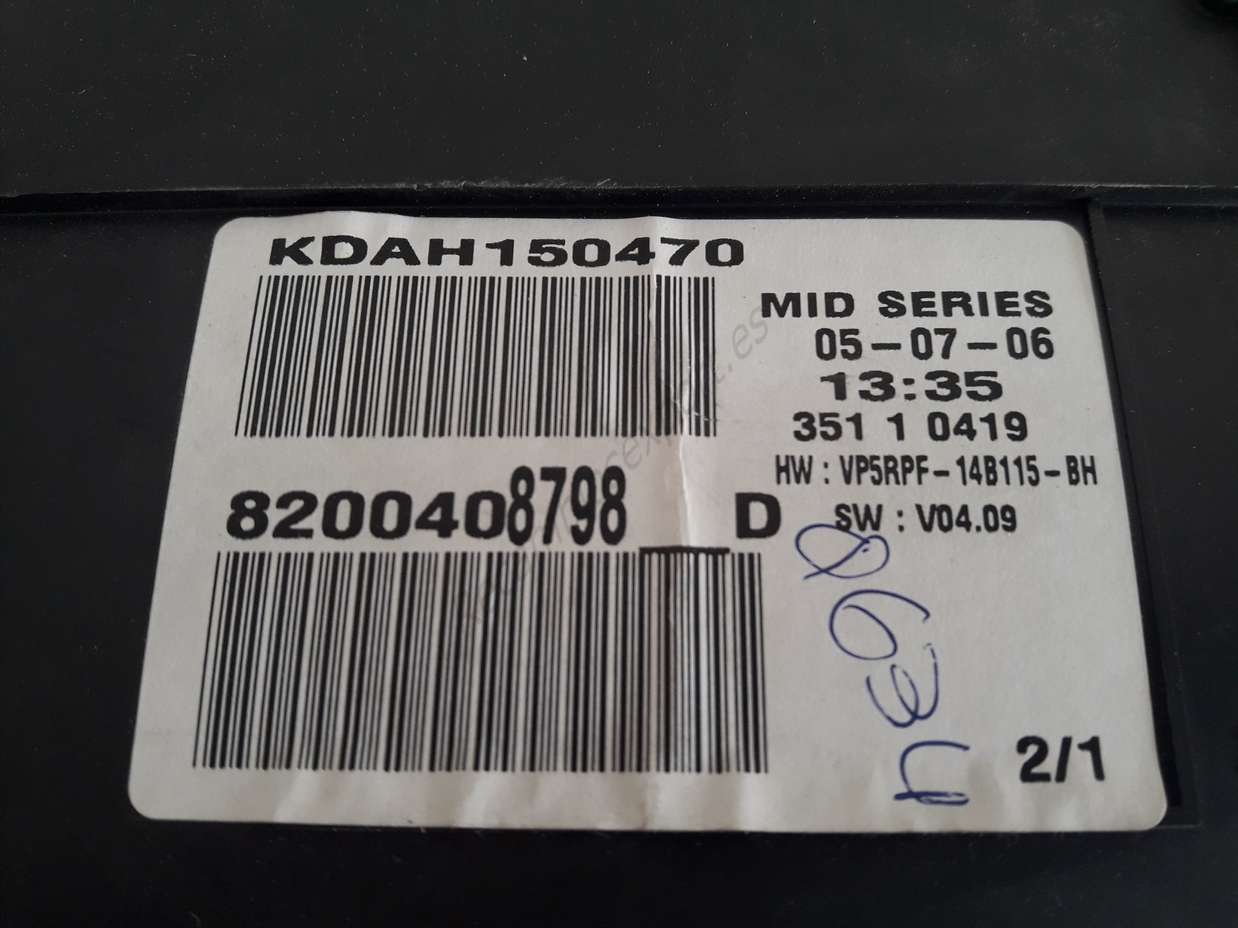 KDAH150470
MID SERIES
05-07-06
13:35
351 1 0419
HW : VP5RPF-14B115-BH
8200408798 D
SW : V04.09
8634
2/1